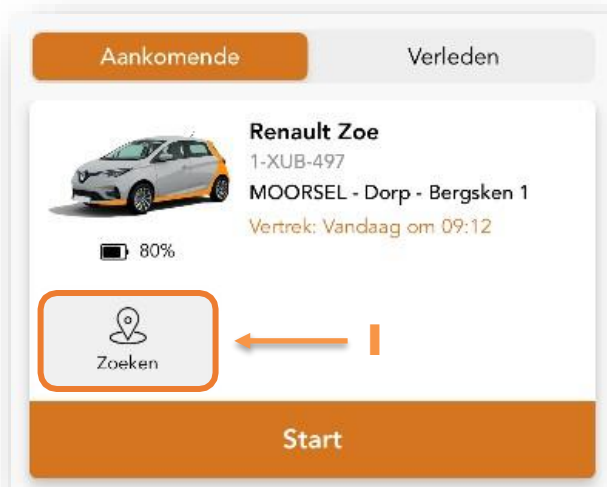 Aankomende
Verleden
Renault Zoe
1-XUB-497
MOORSEL - Dorp - Bergsken 1
Vertrek: Vandaag om 09:12
80%
Zoeken
Start